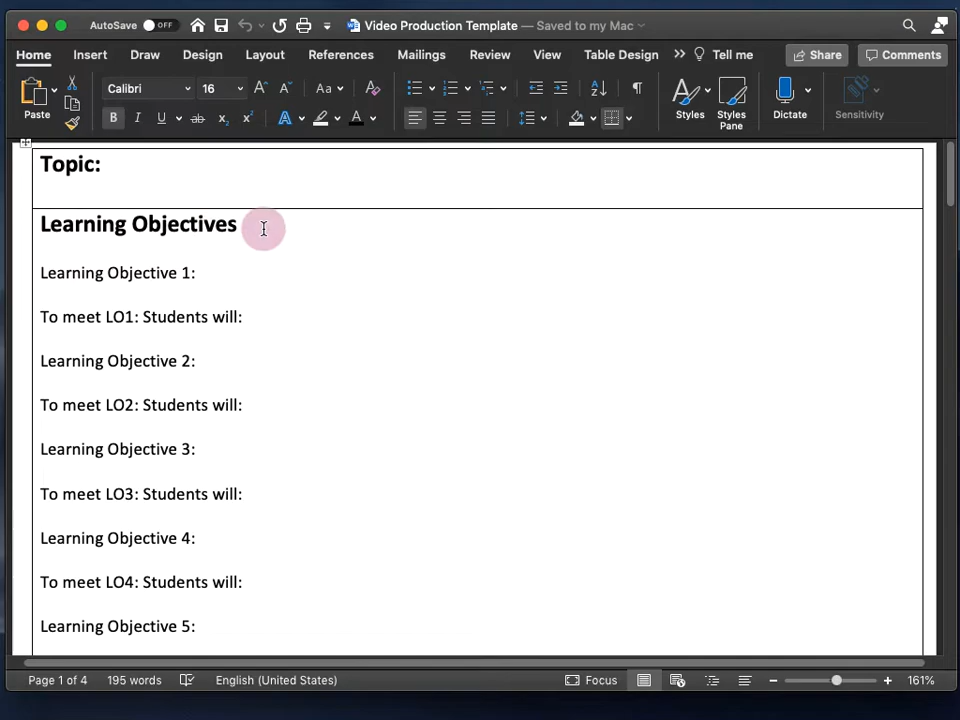 AutoSave OFF Video Production Template — Saved to my Mac
Home Insert Draw Design Layout References Mailings Review View Table Design Tell me Share Comments
Paste Calibri 16 Aa Styles Styles Pane Dictate Sensitivity
B I U ab x₂ x² A A
Topic:
Learning Objectives
Learning Objective 1:
To meet LO1: Students will:
Learning Objective 2:
To meet LO2: Students will:
Learning Objective 3:
To meet LO3: Students will:
Learning Objective 4:
To meet LO4: Students will:
Learning Objective 5:
Page 1 of 4 195 words English (United States) Focus 161%